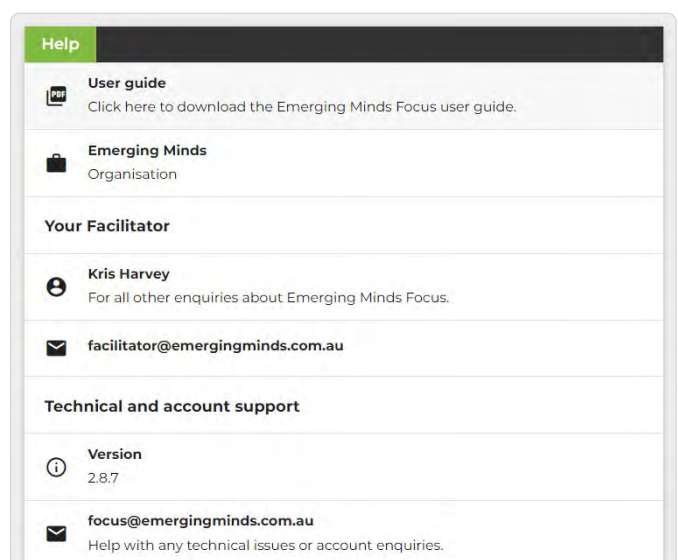 Help
PDF
User guide
Click here to download the Emerging Minds Focus user guide.
Emerging Minds
Organisation
Your Facilitator
Kris Harvey
For all other enquiries about Emerging Minds Focus.
facilitator@emergingminds.com.au
Technical and account support
Version
2.8.7
focus@emergingminds.com.au
Help with any technical issues or account enquiries.